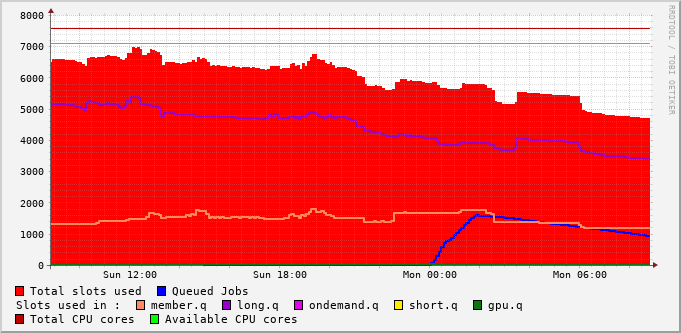 8000
7000
6000
5000
4000
3000
2000
1000
0
Sun 12:00 Sun 18:00 Mon 00:00 Mon 06:00
RRDTOOL / TOBI OETIKER
Total slots used Queued Jobs
Slots used in : member.q long.q ondemand.q short.q gpu.q
Total CPU cores Available CPU cores